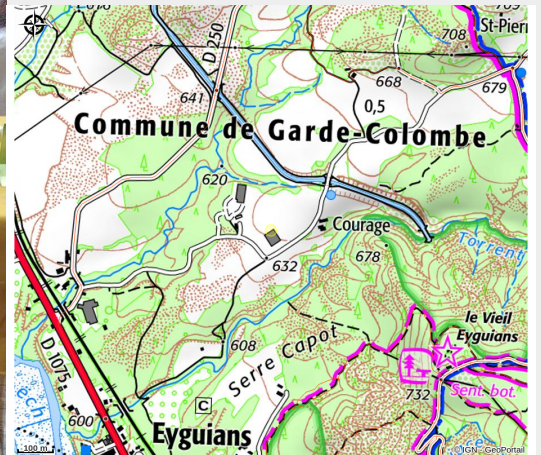 D 250
708
St-Pier
641
668
679
0,5
Commune de Garde-Colombe
620
Courage
632
678
Torrent
le Vieil
Eyguians
608
Serre Capot
D 1075
732
Sent. bot.
C
600
Eyguians
100 m
© IGN - GeoPortail